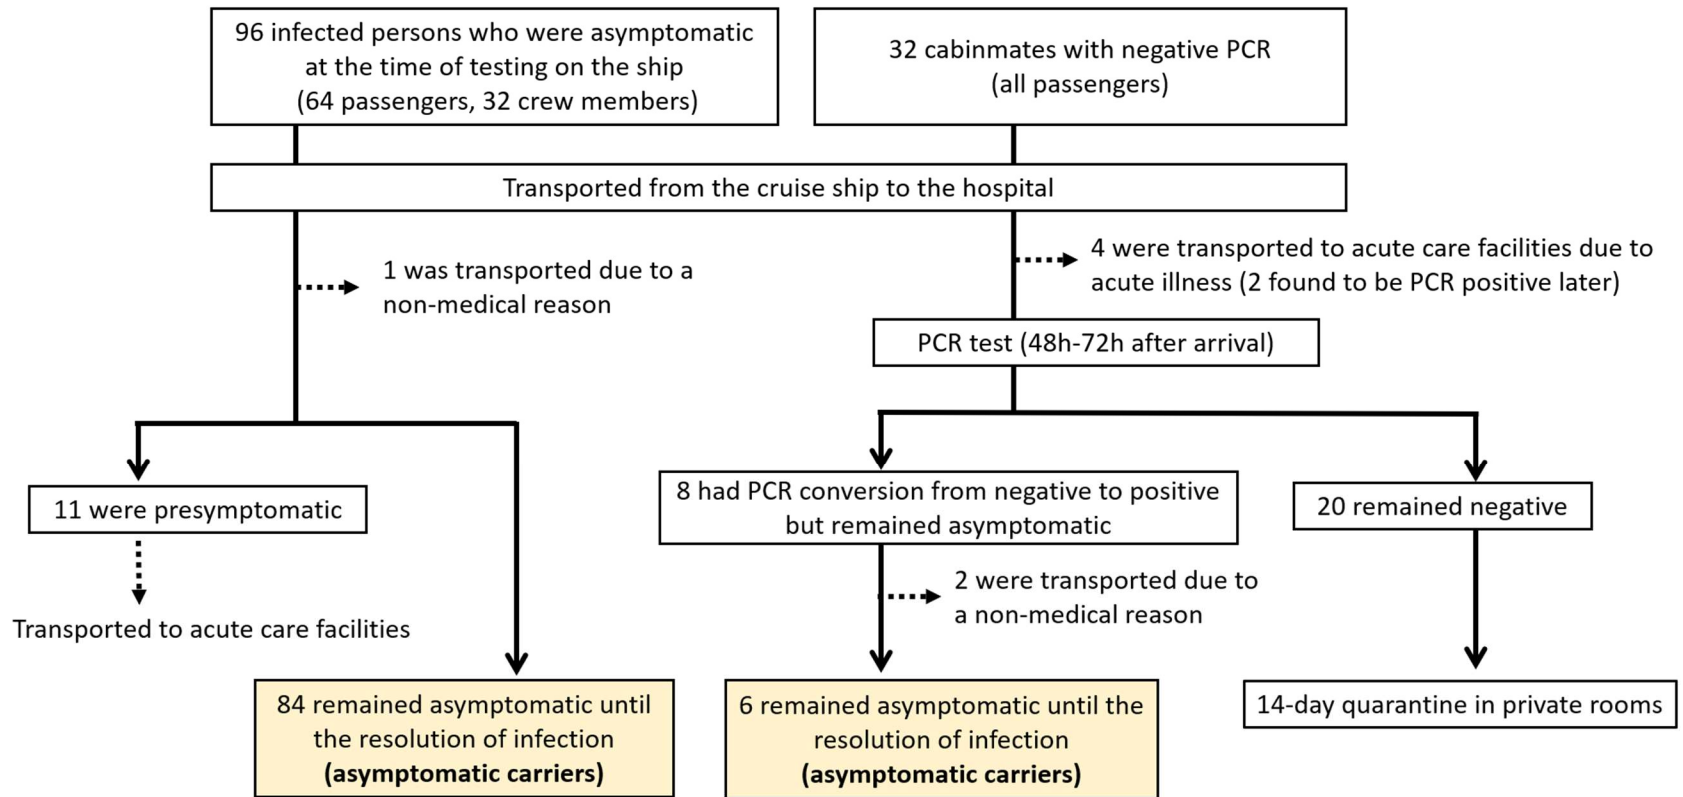 96 infected persons who were asymptomatic
at the time of testing on the ship
(64 passengers, 32 crew members)
32 cabinmates with negative PCR
(all passengers)
Transported from the cruise ship to the hospital
1 was transported due to a
non-medical reason
4 were transported to acute care facilities due to
acute illness (2 found to be PCR positive later)
PCR test (48h-72h after arrival)
11 were presymptomatic
Transported to acute care facilities
84 remained asymptomatic until
the resolution of infection
(asymptomatic carriers)
8 had PCR conversion from negative to positive
but remained asymptomatic
2 were transported due to
a non-medical reason
6 remained asymptomatic until the
resolution of infection
(asymptomatic carriers)
20 remained negative
14-day quarantine in private rooms